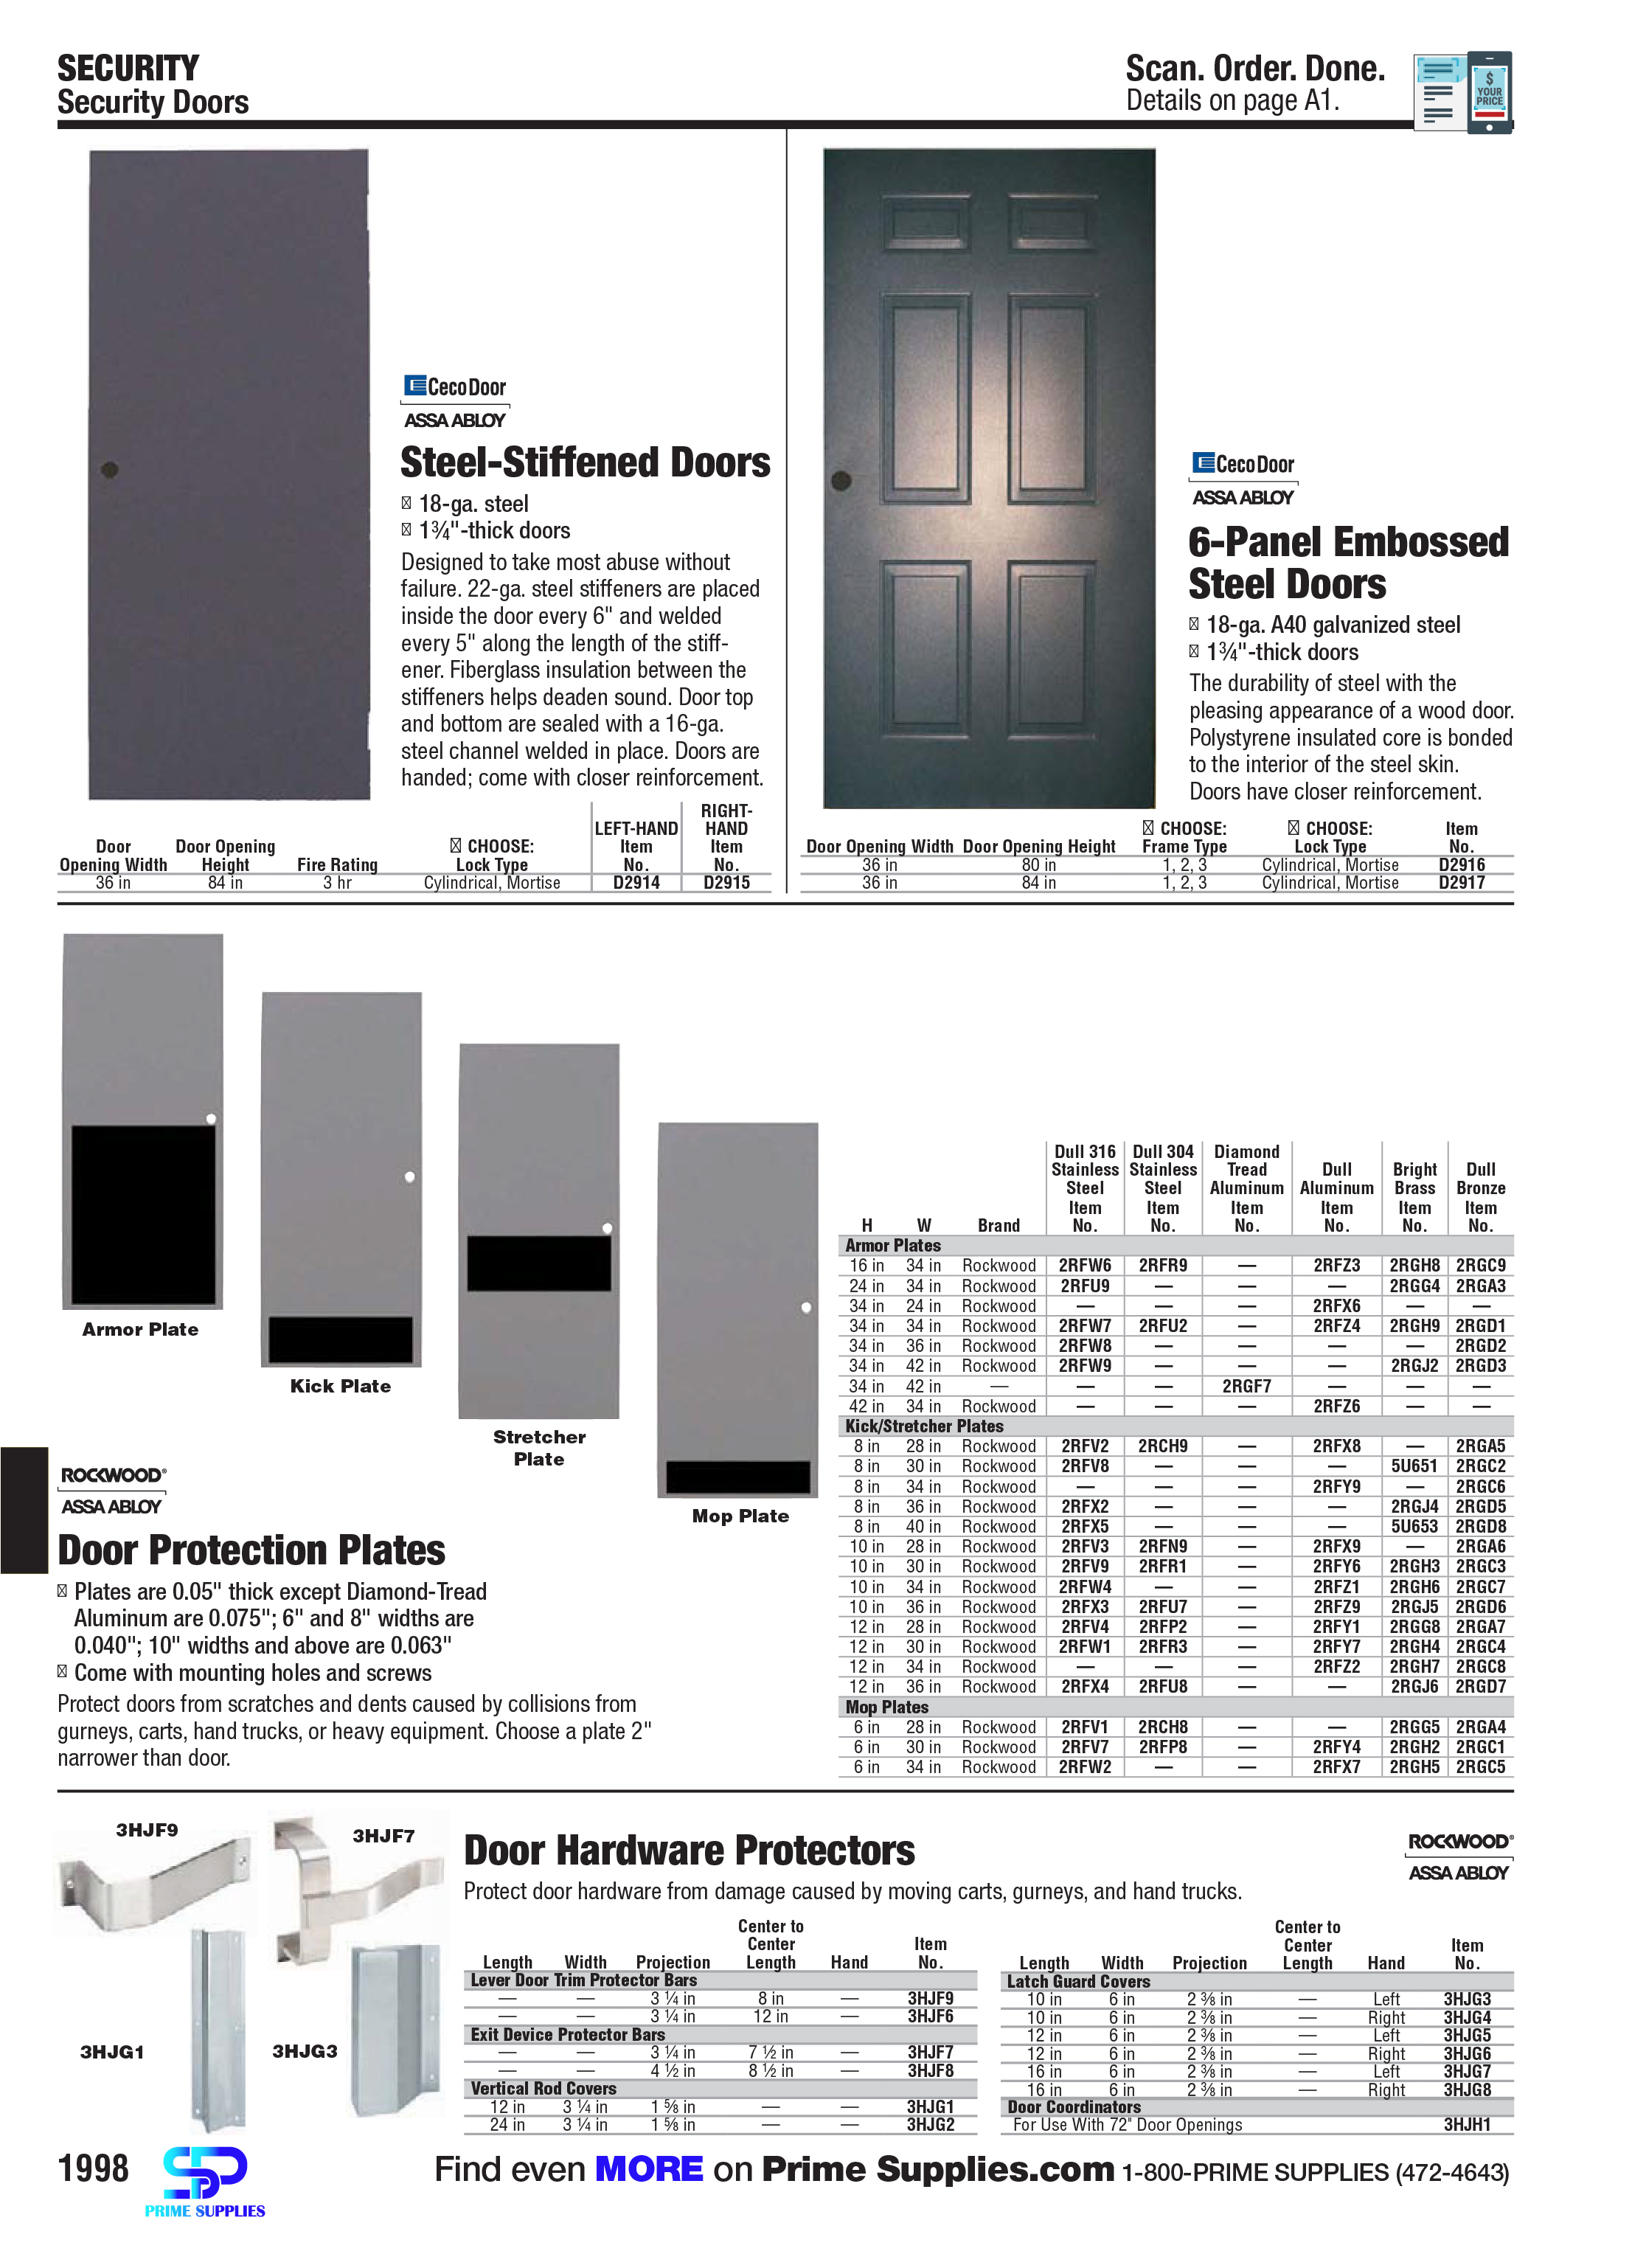 SECURITY
Security Doors
Scan. Order. Done.
Details on page A1.
$
YOUR
PRICE
CecoDoor
ASSA ABLOY
Steel-Stiffened Doors
18-ga. steel
1¾"-thick doors
Designed to take most abuse without
failure. 22-ga. steel stiffeners are placed
inside the door every 6" and welded
every 5" along the length of the stiff-
ener. Fiberglass insulation between the
stiffeners helps deaden sound. Door top
and bottom are sealed with a 16-ga.
steel channel welded in place. Doors are
handed; come with closer reinforcement.
Door Opening Width Door Opening Height Fire Rating CHOOSE: Lock Type LEFT-HAND Item No. RIGHT-HAND Item No.
36 in 84 in 3 hr Cylindrical, Mortise D2914 D2915
CecoDoor
ASSA ABLOY
6-Panel Embossed
Steel Doors
18-ga. A40 galvanized steel
1¾"-thick doors
The durability of steel with the
pleasing appearance of a wood door.
Polystyrene insulated core is bonded
to the interior of the steel skin.
Doors have closer reinforcement.
Door Opening Width Door Opening Height CHOOSE: Frame Type CHOOSE: Lock Type Item No.
36 in 80 in 1, 2, 3 Cylindrical, Mortise D2916
36 in 84 in 1, 2, 3 Cylindrical, Mortise D2917
Armor Plate
Kick Plate
Stretcher
Plate
Mop Plate
ROCKWOOD®
ASSA ABLOY
Door Protection Plates
Plates are 0.05" thick except Diamond-Tread
Aluminum are 0.075"; 6" and 8" widths are
0.040"; 10" widths and above are 0.063"
Come with mounting holes and screws
Protect doors from scratches and dents caused by collisions from
gurneys, carts, hand trucks, or heavy equipment. Choose a plate 2"
narrower than door.
H W Brand Dull 316 Stainless Steel Item No. Dull 304 Stainless Steel Item No. Diamond Tread Aluminum Item No. Dull Aluminum Item No. Bright Brass Item No. Dull Bronze Item No.
Armor Plates
16 in 34 in Rockwood 2RFW6 2RFR9 — 2RFZ3 2RGH8 2RGC9
24 in 34 in Rockwood 2RFU9 — — — 2RGG4 2RGA3
34 in 24 in Rockwood — — — 2RFX6 — —
34 in 34 in Rockwood 2RFW7 2RFU2 — 2RFZ4 2RGH9 2RGD1
34 in 36 in Rockwood 2RFW8 — — — — 2RGD2
34 in 42 in Rockwood 2RFW9 — — — 2RGJ2 2RGD3
34 in 42 in — — — 2RGF7 — — —
42 in 34 in Rockwood — — — 2RFZ6 — —
Kick/Stretcher Plates
8 in 28 in Rockwood 2RFV2 2RCH9 — 2RFX8 — 2RGA5
8 in 30 in Rockwood 2RFV8 — — — 5U651 2RGC2
8 in 34 in Rockwood — — — 2RFY9 — 2RGC6
8 in 36 in Rockwood 2RFX2 — — — 2RGJ4 2RGD5
8 in 40 in Rockwood 2RFX5 — — — 5U653 2RGD8
10 in 28 in Rockwood 2RFV3 2RFN9 — 2RFX9 — 2RGA6
10 in 30 in Rockwood 2RFV9 2RFR1 — 2RFY6 2RGH3 2RGC3
10 in 34 in Rockwood 2RFW4 — — 2RFZ1 2RGH6 2RGC7
10 in 36 in Rockwood 2RFX3 2RFU7 — 2RFZ9 2RGJ5 2RGD6
12 in 28 in Rockwood 2RFV4 2RFP2 — 2RFY1 2RGG8 2RGA7
12 in 30 in Rockwood 2RFW1 2RFR3 — 2RFY7 2RGH4 2RGC4
12 in 34 in Rockwood — — — 2RFZ2 2RGH7 2RGC8
12 in 36 in Rockwood 2RFX4 2RFU8 — — 2RGJ6 2RGD7
Mop Plates
6 in 28 in Rockwood 2RFV1 2RCH8 — — 2RGG5 2RGA4
6 in 30 in Rockwood 2RFV7 2RFP8 — 2RFY4 2RGH2 2RGC1
6 in 34 in Rockwood 2RFW2 — — 2RFX7 2RGH5 2RGC5
3HJF9
3HJF7
3HJG1
3HJG3
Door Hardware Protectors
ROCKWOOD®
ASSA ABLOY
Protect door hardware from damage caused by moving carts, gurneys, and hand trucks.
Length Width Projection Center to Center Length Hand Item No.
Lever Door Trim Protector Bars
— — 3 ¼ in 8 in — 3HJF9
— — 3 ¼ in 12 in — 3HJF6
Exit Device Protector Bars
— — 3 ¼ in 7 ½ in — 3HJF7
— — 4 ½ in 8 ½ in — 3HJF8
Vertical Rod Covers
12 in 3 ¼ in 1 ⅝ in — — 3HJG1
24 in 3 ¼ in 1 ⅝ in — — 3HJG2
Length Width Projection Center to Center Length Hand Item No.
Latch Guard Covers
10 in 6 in 2 ⅜ in — Left 3HJG3
10 in 6 in 2 ⅜ in — Right 3HJG4
12 in 6 in 2 ⅜ in — Left 3HJG5
12 in 6 in 2 ⅜ in — Right 3HJG6
16 in 6 in 2 ⅜ in — Left 3HJG7
16 in 6 in 2 ⅜ in — Right 3HJG8
Door Coordinators
For Use With 72" Door Openings 3HJH1
1998
PRIME SUPPLIES
Find even MORE on Prime Supplies.com 1-800-PRIME SUPPLIES (472-4643)